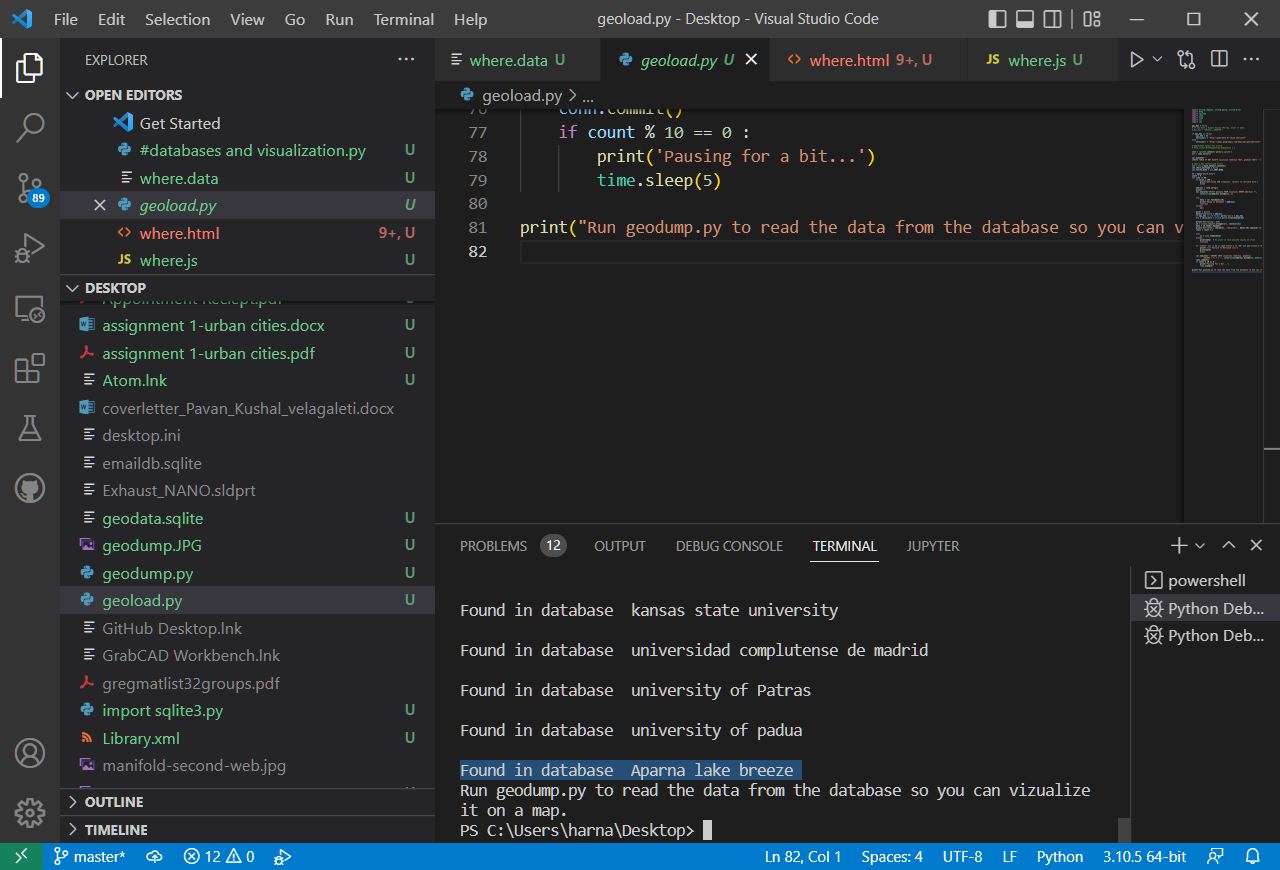 File Edit Selection View Go Run Terminal Help geoload.py - Desktop - Visual Studio Code
EXPLORER ...
where.data U geoload.py U where.html 9+, U JS where.js U ...
OPEN EDITORS
geoload.py > ...
Get Started
#databases and visualization.py U
where.data U
geoload.py U
where.html 9+, U
JS where.js U
DESKTOP
Appointment Reciept.pdf
assignment 1-urban cities.docx U
assignment 1-urban cities.pdf U
Atom.lnk U
coverletter_Pavan_Kushal_velagaleti.docx
desktop.ini
emaildb.sqlite
Exhaust_NANO.sldprt
geodata.sqlite U
geodump.JPG U
geodump.py U
geoload.py U
GitHub Desktop.lnk
GrabCAD Workbench.lnk
gregmatlist32groups.pdf
import sqlite3.py U
Library.xml U
manifold-second-web.jpg
OUTLINE
TIMELINE
89
76 conn.commit()
77 if count % 10 == 0 :
78 print('Pausing for a bit...')
79 time.sleep(5)
80
81 print("Run geodump.py to read the data from the database so you can v
82
PROBLEMS 12 OUTPUT DEBUG CONSOLE TERMINAL JUPYTER
powershell
Python Deb...
Python Deb...
Found in database kansas state university
Found in database universidad complutense de madrid
Found in database university of Patras
Found in database university of padua
Found in database Aparna lake breeze
Run geodump.py to read the data from the database so you can vizualize
it on a map.
PS C:\Users\harna\Desktop>
master* 12 0 Ln 82, Col 1 Spaces: 4 UTF-8 LF Python 3.10.5 64-bit